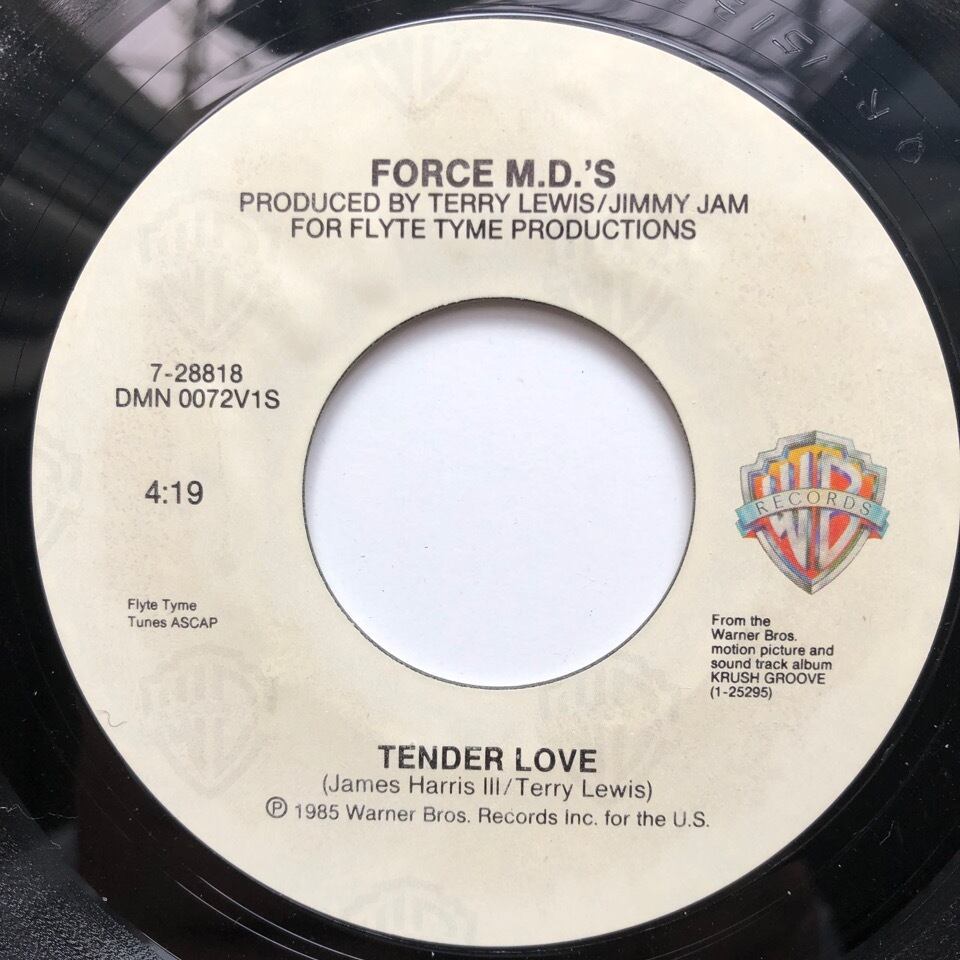 FORCE M.D.'S
PRODUCED BY TERRY LEWIS/JIMMY JAM
FOR FLYTE TYME PRODUCTIONS
7-28818
DMN 0072V1S
4:19
WB
RECORDS
Flyte Tyme
Tunes ASCAP
From the
Warner Bros.
motion picture and
sound track album
KRUSH GROOVE
(1-25295)
TENDER LOVE
(James Harris III/Terry Lewis)
℗ 1985 Warner Bros. Records Inc. for the U.S.